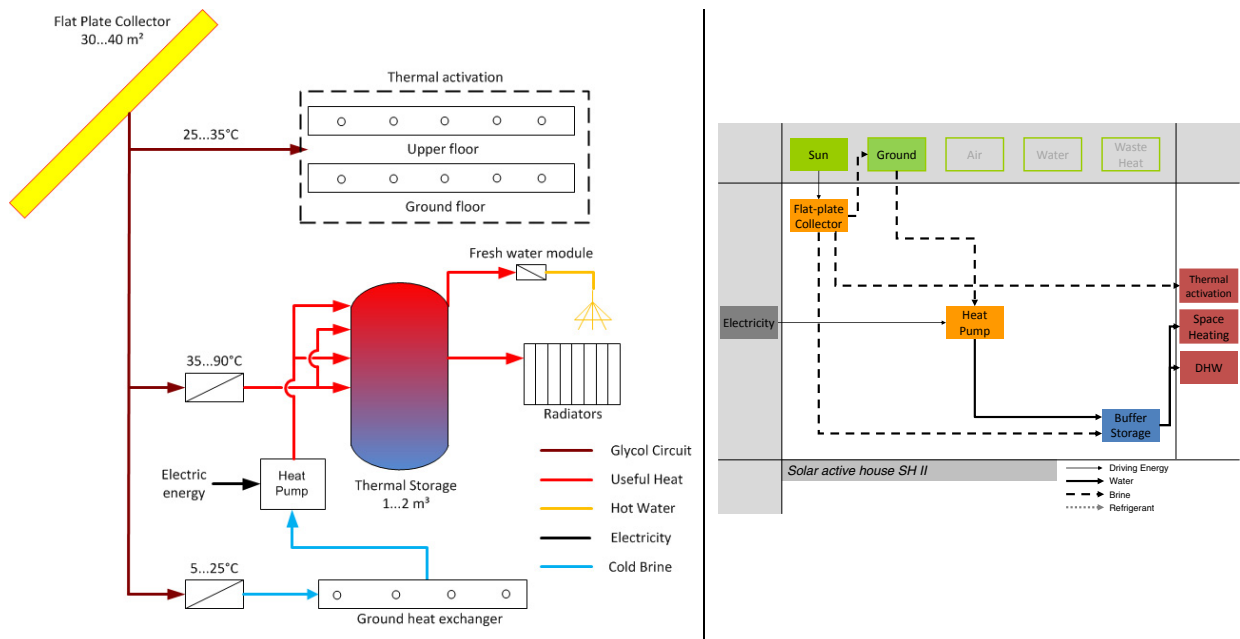 Flat Plate Collector
30...40 m²
Thermal activation
25...35°C
Upper floor
Ground floor
Fresh water module
35...90°C
Radiators
Electric
energy
Heat
Pump
Thermal Storage
1...2 m³
Glycol Circuit
Useful Heat
Hot Water
Electricity
Cold Brine
5...25°C
Ground heat exchanger
Sun
Ground
Air
Water
Waste
Heat
Flat-plate
Collector
Thermal
activation
Electricity
Heat
Pump
Space
Heating
DHW
Buffer
Storage
Solar active house SH II
Driving Energy
Water
Brine
Refrigerant